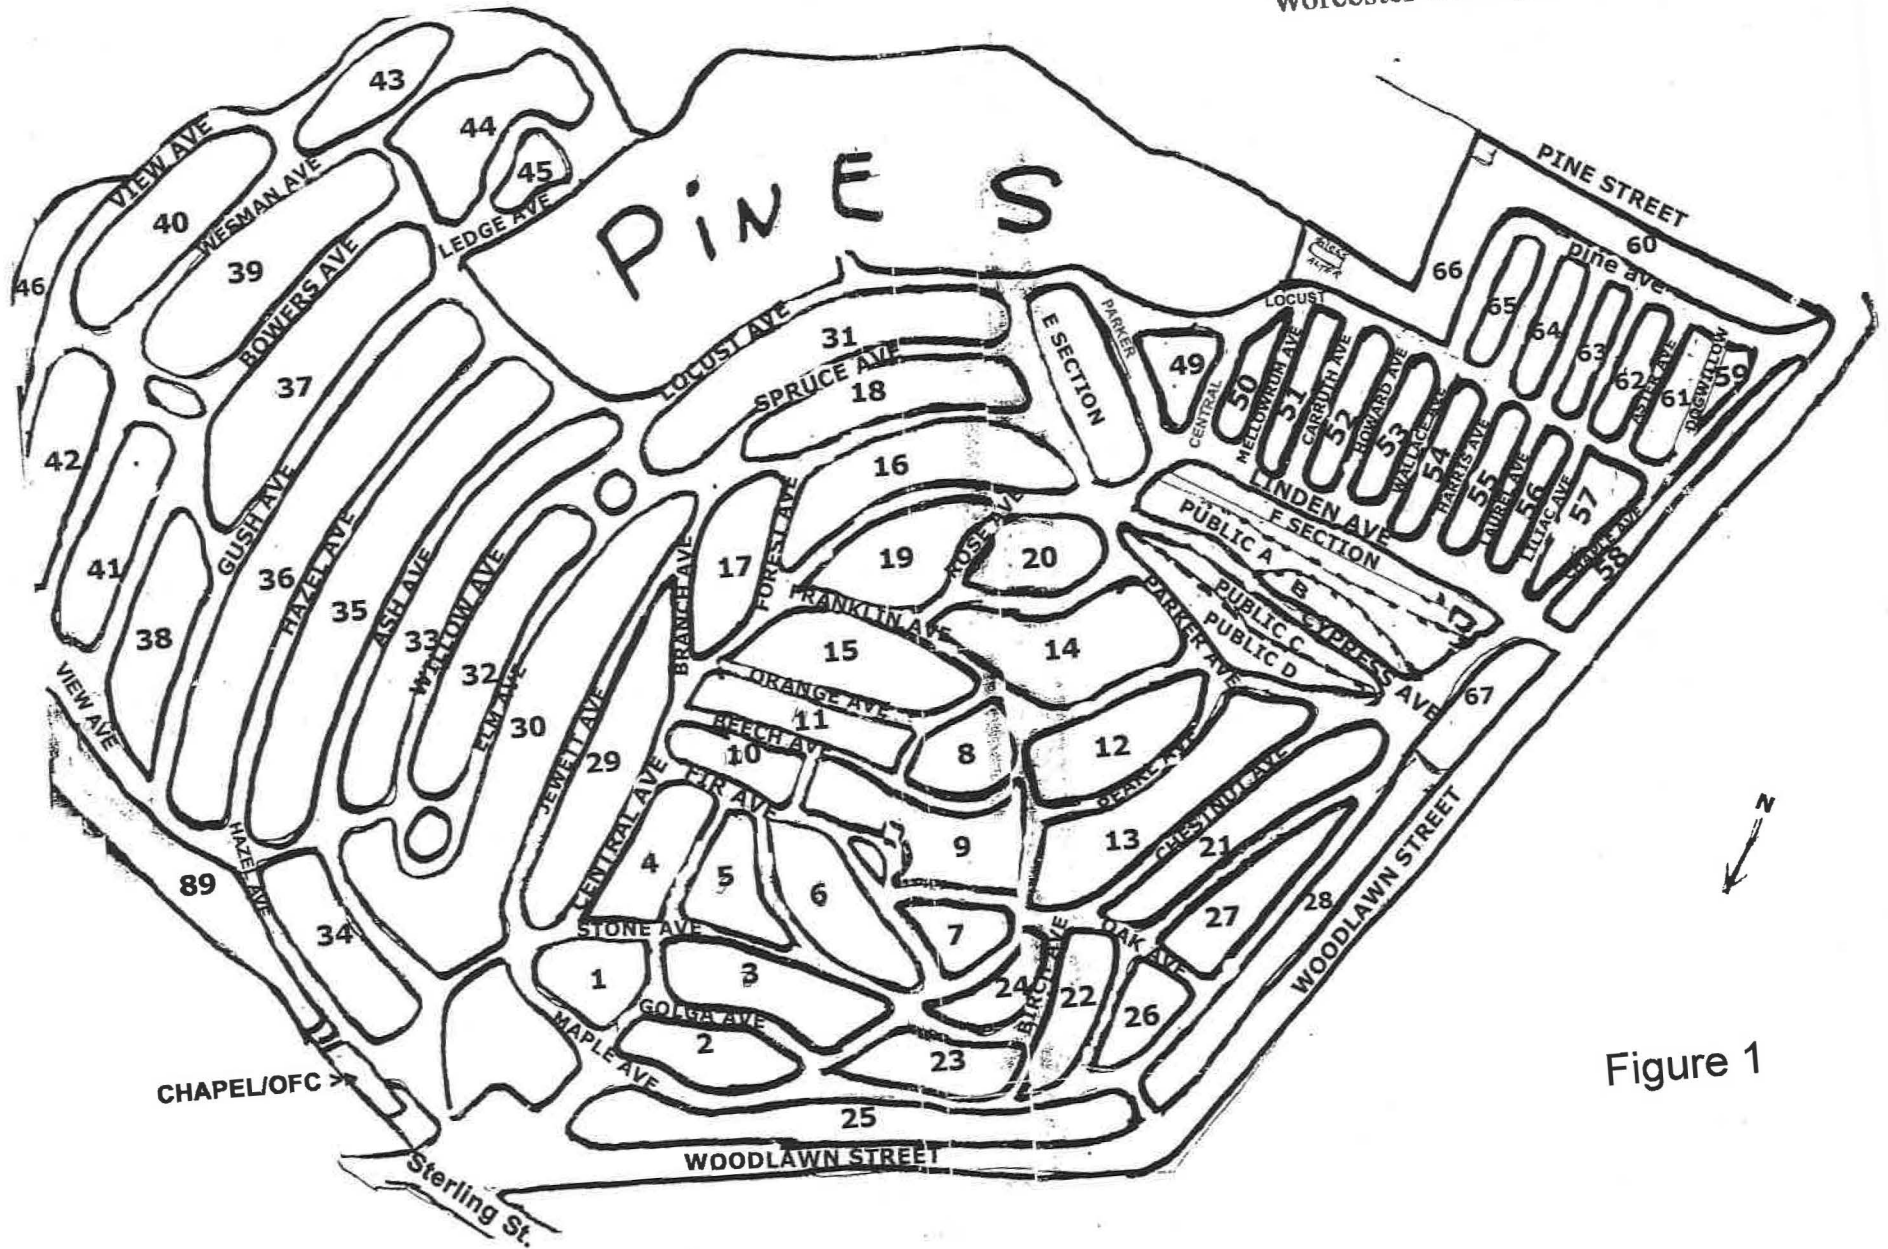 Worcester
43
44
45
VIEW AVE
40
WESMAN AVE
39
LEDGE AVE
BOWERS AVE
46
PiNES
PINE STREET
60
pine ave
66
65
64
63
62
ASTER AVE
61
DOGWILLOW
59
LOCUST
37
LOCUST AVE
31
SPRUCE AVE
18
E SECTION
PARKER
49
CENTRAL
50
MELLOWRUM AVE
51
CARRUTH AVE
52
HOWARD AVE
53
WALLACE AVE
54
HARRIS AVE
55
LAUREL AVE
56
LILIAC AVE
57
58
42
41
38
GUSH AVE
36
HAZEL AVE
35
ASH AVE
33
WILLOW AVE
32
ELM AVE
30
JEWETT AVE
29
BRANCH AVE
17
FOREST AVE
16
19
ROSE AVE
20
LINDEN AVE
F SECTION
PUBLIC A
B
PUBLIC C
PUBLIC D
CYPRESS AVE
PARKER AVE
67
FRANKLIN AVE
15
14
ORANGE AVE
11
BEECH AVE
10
FIR AVE
8
12
PEARL AVE
CHESTNUT AVE
13
21
9
CENTRAL AVE
4
5
6
7
27
28
WOODLAWN STREET
N
VIEW AVE
89
HAZEL AVE
34
STONE AVE
1
3
GOLGA AVE
2
MAPLE AVE
24
BIRCH AVE
22
OAK AVE
26
23
25
CHAPEL/OFC >
WOODLAWN STREET
Sterling St.
Figure 1